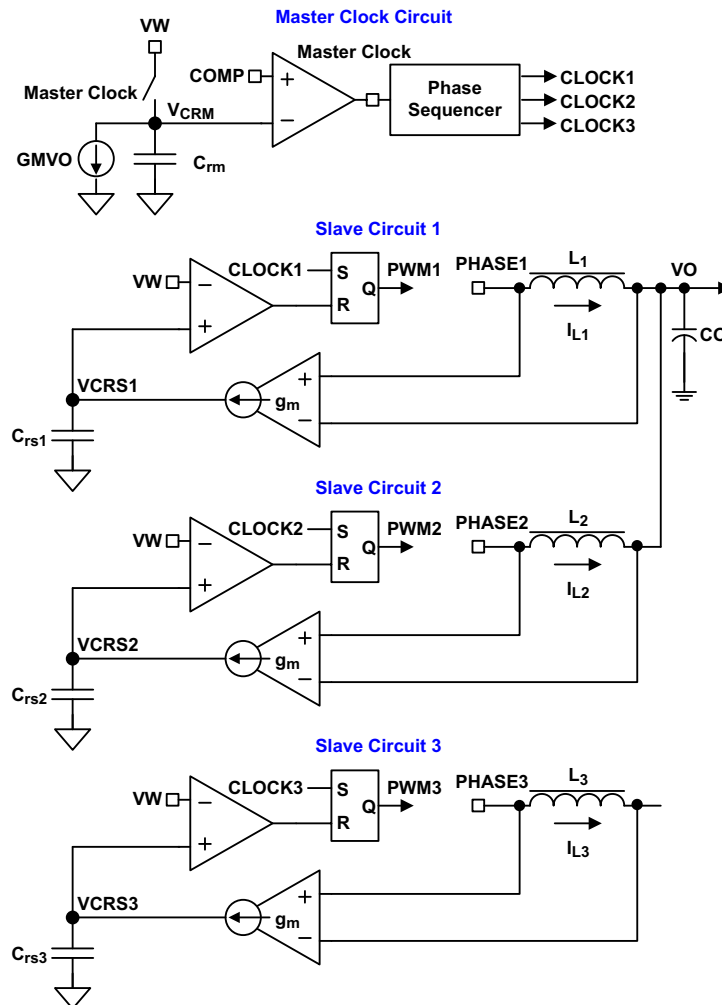 Master Clock Circuit
VW
Master Clock
COMP
+
−
Master Clock
VCRM
GMVO
Crm
Phase
Sequencer
CLOCK1
CLOCK2
CLOCK3
Slave Circuit 1
VW
−
+
CLOCK1
S
R
Q
PWM1
PHASE1
L1
IL1
VO
VCRS1
gm
+
−
Crs1
Slave Circuit 2
VW
−
+
CLOCK2
S
R
Q
PWM2
PHASE2
L2
IL2
VCRS2
gm
+
−
Crs2
Slave Circuit 3
VW
−
+
CLOCK3
S
R
Q
PWM3
PHASE3
L3
IL3
VCRS3
gm
+
−
Crs3